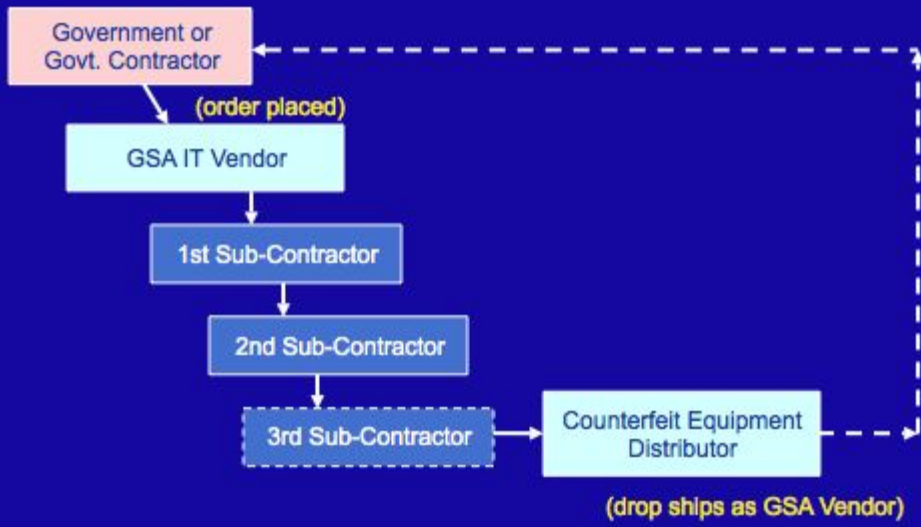 Government or
Govt. Contractor
(order placed)
GSA IT Vendor
1st Sub-Contractor
2nd Sub-Contractor
3rd Sub-Contractor
Counterfeit Equipment
Distributor
(drop ships as GSA Vendor)